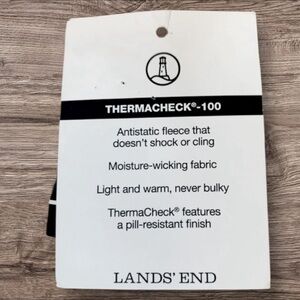 THERMACHECK®-100
Antistatic fleece that
doesn't shock or cling
Moisture-wicking fabric
Light and warm, never bulky
ThermaCheck® features
a pill-resistant finish
LANDS' END